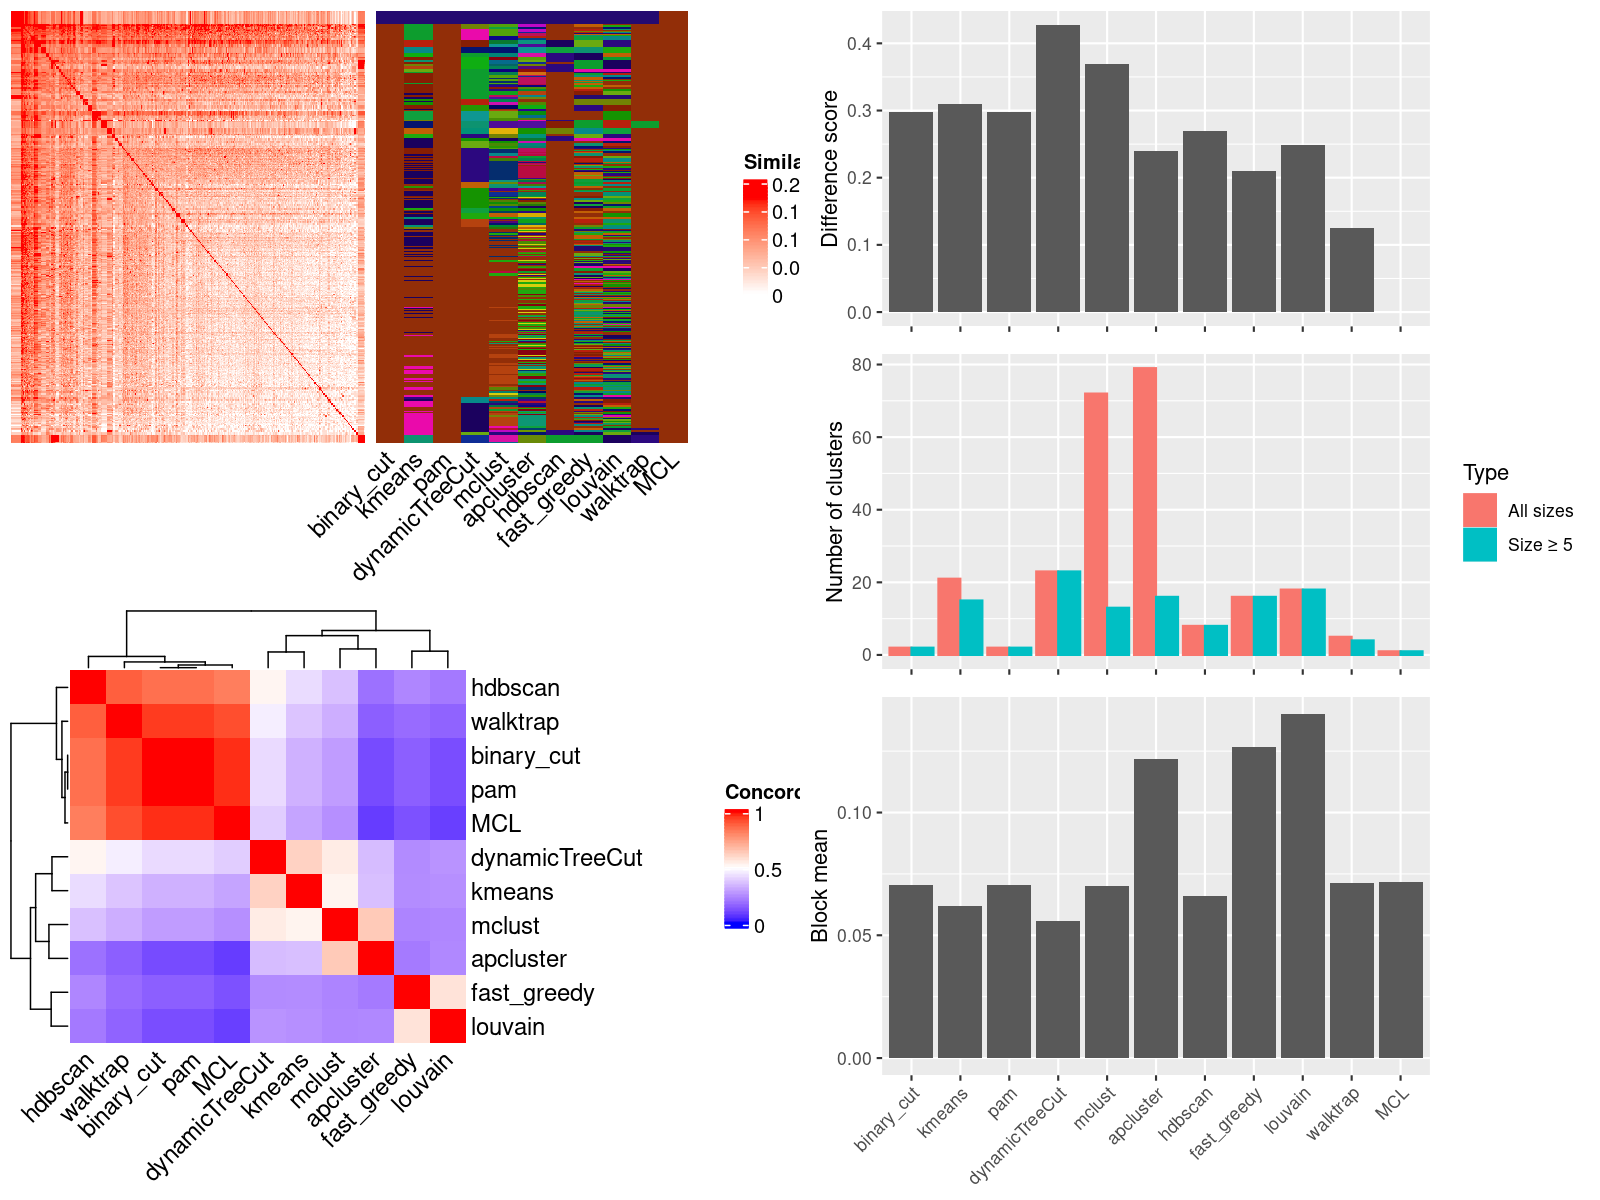 Simila
0.2
0.1
0.1
0.0
0
binary_cut
kmeans
pam
dynamicTreeCut
mclust
apcluster
hdbscan
fast_greedy
louvain
walktrap
MCL
hdbscan
walktrap
binary_cut
pam
MCL
dynamicTreeCut
kmeans
mclust
apcluster
fast_greedy
louvain
hdbscan
walktrap
binary_cut
pam
MCL
dynamicTreeCut
kmeans
mclust
apcluster
fast_greedy
louvain
Concord
1
0.5
0
Difference score
0.4
0.3
0.2
0.1
0.0
Number of clusters
80
60
40
20
0
Type
All sizes
Size ≥ 5
Block mean
0.10
0.05
0.00
binary_cut
kmeans
pam
dynamicTreeCut
mclust
apcluster
hdbscan
fast_greedy
louvain
walktrap
MCL